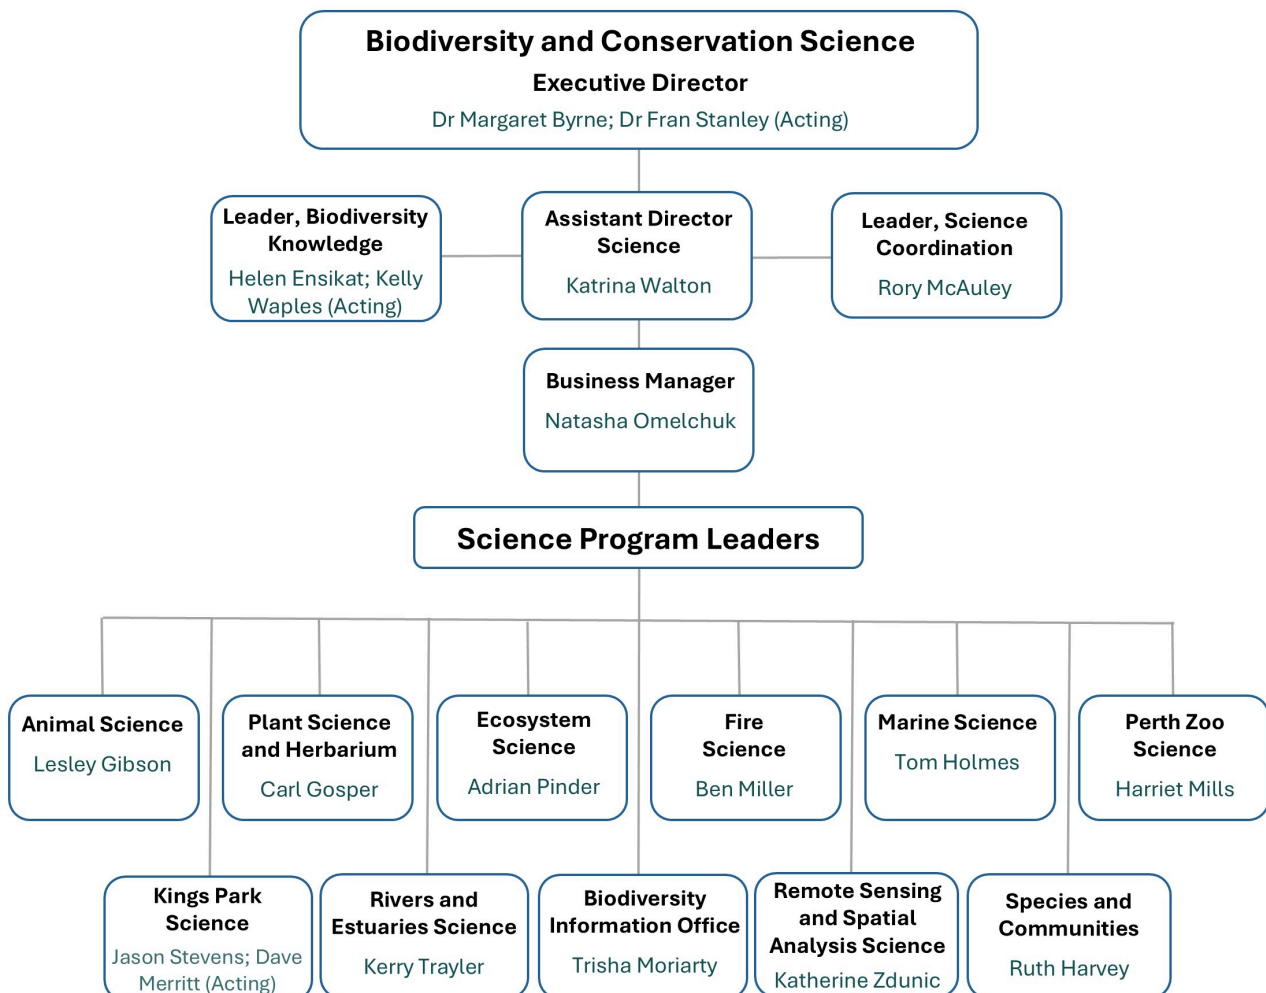 Biodiversity and Conservation Science
Executive Director
Dr Margaret Byrne; Dr Fran Stanley (Acting)
Leader, Biodiversity
Knowledge
Helen Ensikat; Kelly
Waples (Acting)
Assistant Director
Science
Katrina Walton
Leader, Science
Coordination
Rory McAuley
Business Manager
Natasha Omelchuk
Science Program Leaders
Animal Science
Lesley Gibson
Plant Science
and Herbarium
Carl Gosper
Ecosystem
Science
Adrian Pinder
Fire
Science
Ben Miller
Marine Science
Tom Holmes
Perth Zoo
Science
Harriet Mills
Kings Park
Science
Jason Stevens; Dave
Merritt (Acting)
Rivers and
Estuaries Science
Kerry Trayler
Biodiversity
Information Office
Trisha Moriarty
Remote Sensing
and Spatial
Analysis Science
Katherine Zdunic
Species and
Communities
Ruth Harvey